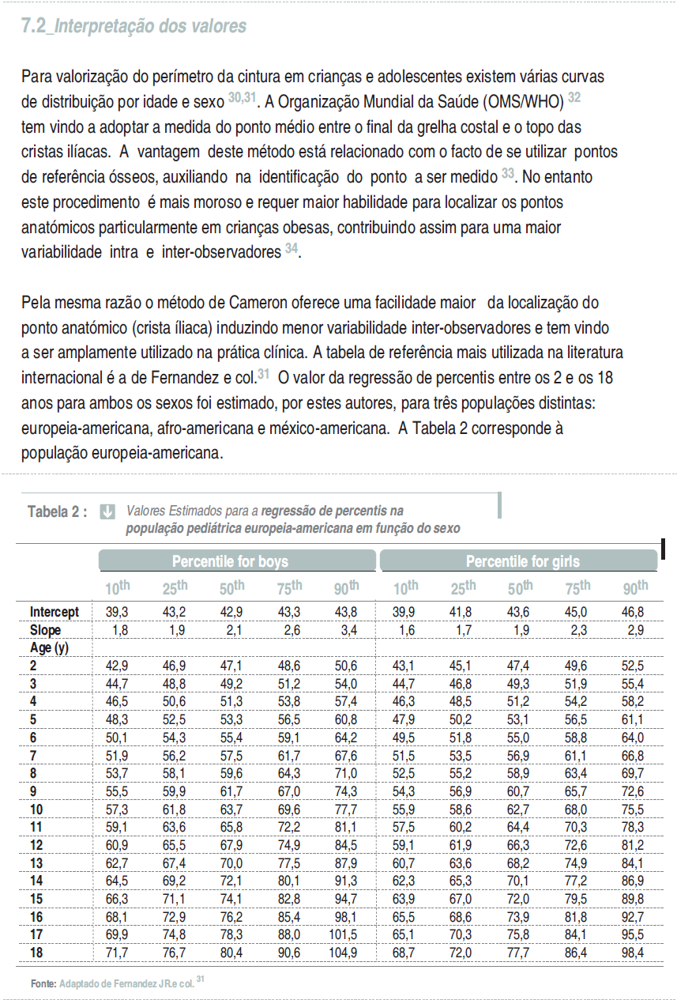 7.2_Interpretação dos valores
Para valorização do perímetro da cintura em crianças e adolescentes existem várias curvas
de distribuição por idade e sexo 30,31. A Organização Mundial da Saúde (OMS/WHO) 32
tem vindo a adoptar a medida do ponto médio entre o final da grelha costal e o topo das
cristas ilíacas. A vantagem deste método está relacionado com o facto de se utilizar pontos
de referência ósseos, auxiliando na identificação do ponto a ser medido 33. No entanto
este procedimento é mais moroso e requer maior habilidade para localizar os pontos
anatómicos particularmente em crianças obesas, contribuindo assim para uma maior
variabilidade intra e inter-observadores 34.
Pela mesma razão o método de Cameron oferece uma facilidade maior da localização do
ponto anatómico (crista íliaca) induzindo menor variabilidade inter-observadores e tem vindo
a ser amplamente utilizado na prática clínica. A tabela de referência mais utilizada na literatura
internacional é a de Fernandez e col.31 O valor da regressão de percentis entre os 2 e os 18
anos para ambos os sexos foi estimado, por estes autores, para três populações distintas:
europeia-americana, afro-americana e méxico-americana. A Tabela 2 corresponde à
população europeia-americana.
Tabela 2 : Valores Estimados para a regressão de percentis na
população pediátrica europeia-americana em função do sexo
Percentile for boys Percentile for girls
10th 25th 50th 75th 90th 10th 25th 50th 75th 90th
Intercept 39,3 43,2 42,9 43,3 43,8 39,9 41,8 43,6 45,0 46,8
Slope 1,8 1,9 2,1 2,6 3,4 1,6 1,7 1,9 2,3 2,9
Age (y)
2 42,9 46,9 47,1 48,6 50,6 43,1 45,1 47,4 49,6 52,5
3 44,7 48,8 49,2 51,2 54,0 44,7 46,8 49,3 51,9 55,4
4 46,5 50,6 51,3 53,8 57,4 46,3 48,5 51,2 54,2 58,2
5 48,3 52,5 53,3 56,5 60,8 47,9 50,2 53,1 56,5 61,1
6 50,1 54,3 55,4 59,1 64,2 49,5 51,8 55,0 58,8 64,0
7 51,9 56,2 57,5 61,7 67,6 51,5 53,5 56,9 61,1 66,8
8 53,7 58,1 59,6 64,3 71,0 52,5 55,2 58,9 63,4 69,7
9 55,5 59,9 61,7 67,0 74,3 54,3 56,9 60,7 65,7 72,6
10 57,3 61,8 63,7 69,6 77,7 55,9 58,6 62,7 68,0 75,5
11 59,1 63,6 65,8 72,2 81,1 57,5 60,2 64,4 70,3 78,3
12 60,9 65,5 67,9 74,9 84,5 59,1 61,9 66,3 72,6 81,2
13 62,7 67,4 70,0 77,5 87,9 60,7 63,6 68,2 74,9 84,1
14 64,5 69,2 72,1 80,1 91,3 62,3 65,3 70,1 77,2 86,9
15 66,3 71,1 74,1 82,8 94,7 63,9 67,0 72,0 79,5 89,8
16 68,1 72,9 76,2 85,4 98,1 65,5 68,6 73,9 81,8 92,7
17 69,9 74,8 78,3 88,0 101,5 65,1 70,3 75,8 84,1 95,5
18 71,7 76,7 80,4 90,6 104,9 68,7 72,0 77,7 86,4 98,4
Fonte: Adaptado de Fernandez JR.e col. 31